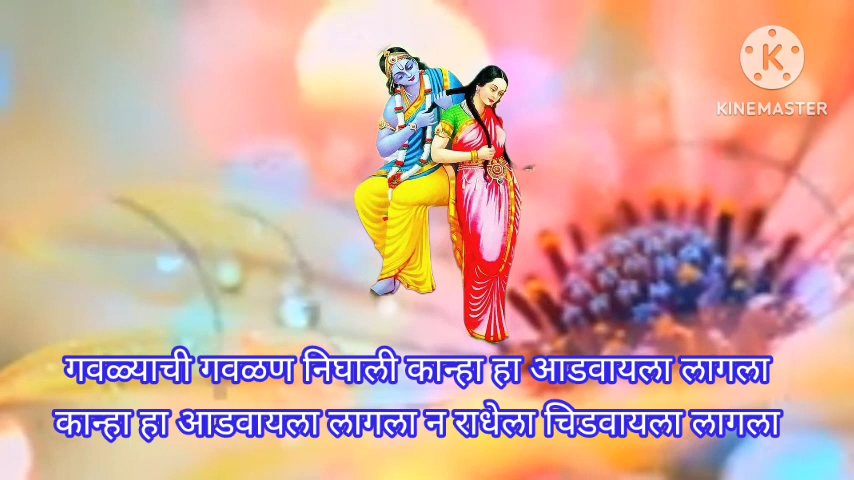 KINEMASTER
गवळ्याची गवळण निघाली कान्हा हा आडवायला लागला
कान्हा हा आडवायला लागला न राधेला चिडवायला लागला